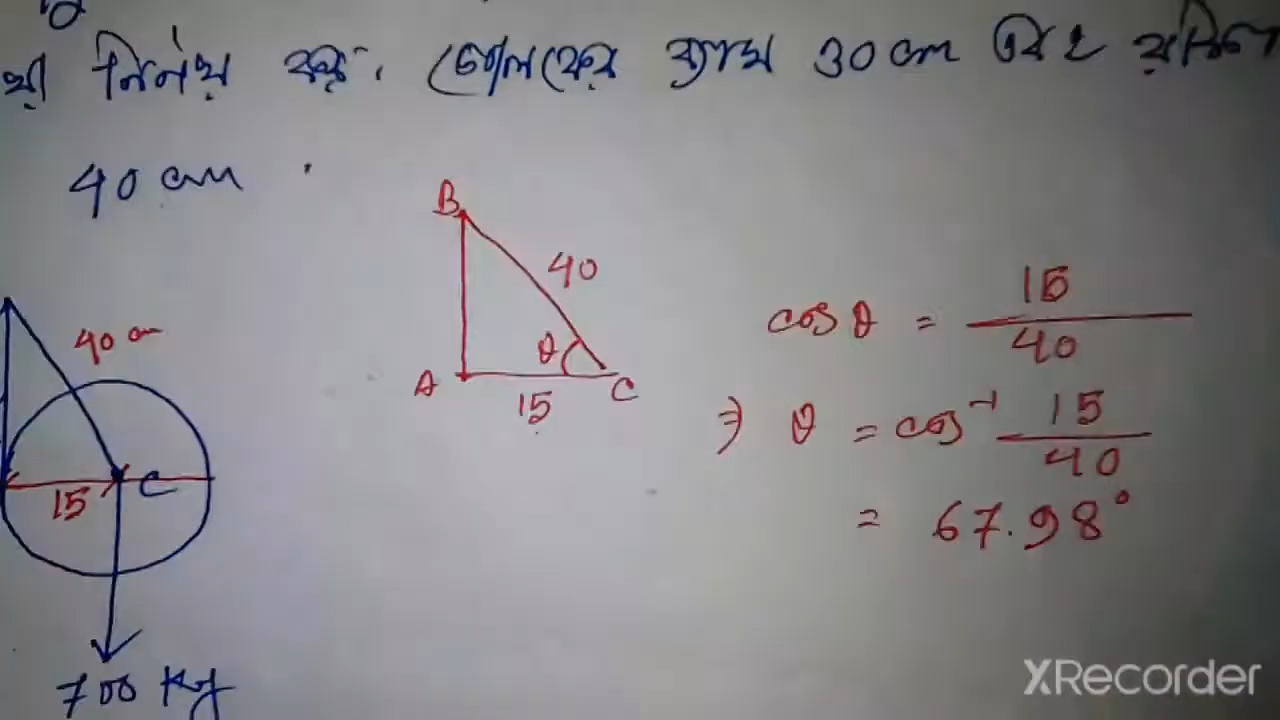 নির্ণয় কর. গোলকের ব্যাস 30 cm এবং
40 cm .
B
40
40 cm
θ
A
15
C
cos θ = 15 / 40
⇒ θ = cos⁻¹ 15 / 40
= 67.98°
15
C
700 Kg
XRecorder